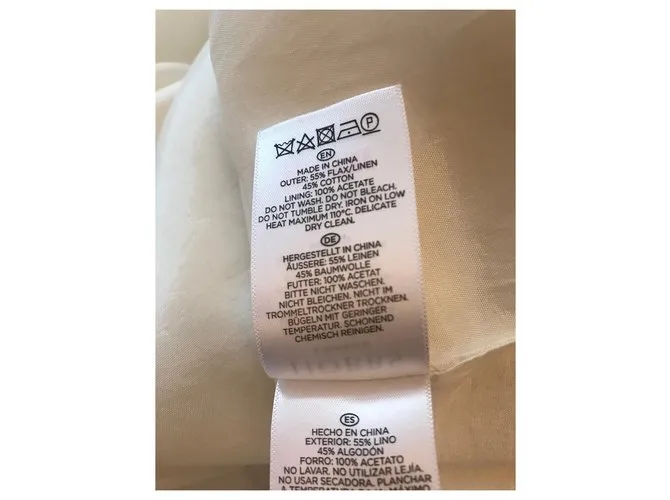 P
EN
MADE IN CHINA
OUTER: 55% FLAX/LINEN
45% COTTON
LINING: 100% ACETATE
DO NOT WASH. DO NOT BLEACH.
DO NOT TUMBLE DRY. IRON ON LOW
HEAT MAXIMUM 110°C. DELICATE
DRY CLEAN.
DE
HERGESTELLT IN CHINA
ÄUSSERE: 55% LEINEN
45% BAUMWOLLE
FUTTER: 100% ACETAT
BITTE NICHT WASCHEN.
NICHT BLEICHEN. NICHT IM
TROMMELTROCKNER TROCKNEN.
BÜGELN MIT GERINGER
TEMPERATUR. SCHONEND
CHEMISCH REINIGEN.
ES
HECHO EN CHINA
EXTERIOR: 55% LINO
45% ALGODÓN
FORRO: 100% ACETATO
NO LAVAR. NO UTILIZAR LEJÍA.
NO USAR SECADORA. PLANCHAR
A TEMPERATURA BAJA. MÁXIMO